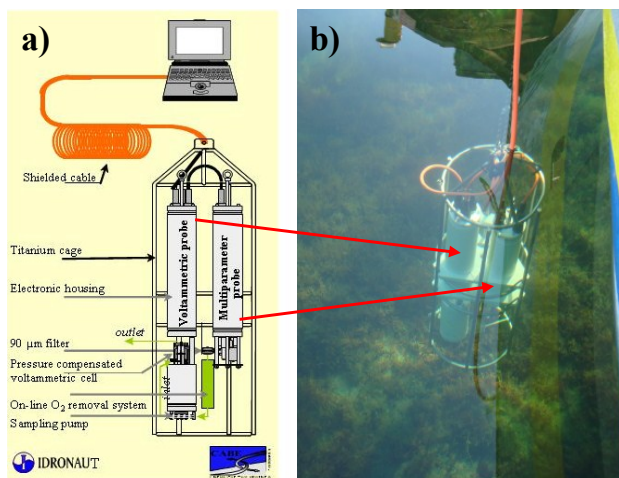 a)
b)
Shielded cable
Titanium cage
Electronic housing
Voltammetric probe
Multiparameter
probe
outlet
90 µm filter
Pressure compensated
voltammetric cell
inlet
On-line O2 removal system
Sampling pump
IDRONAUT
CABE